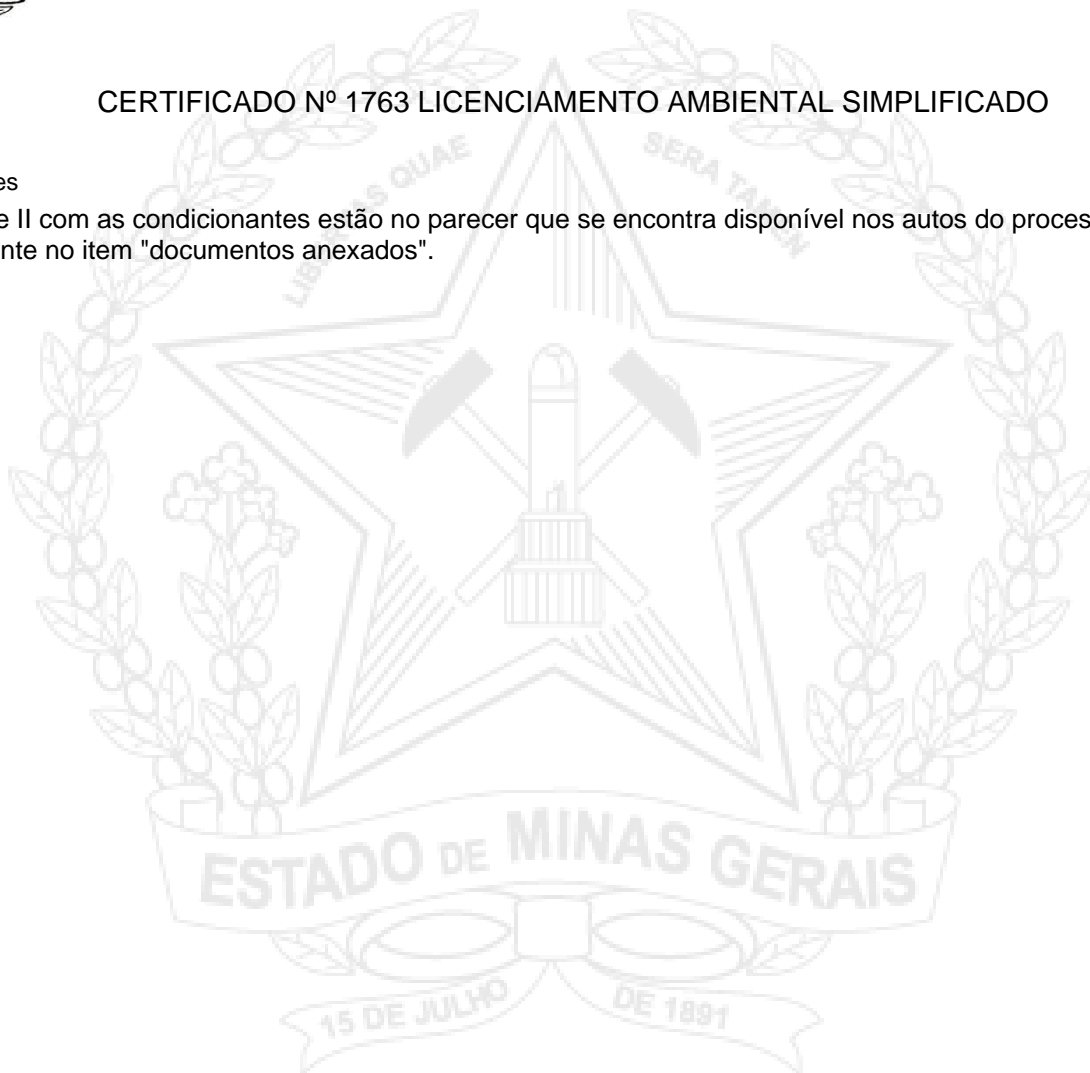 CERTIFICADO Nº 1763 LICENCIAMENTO AMBIENTAL SIMPLIFICADO
es
e II com as condicionantes estão no parecer que se encontra disponível nos autos do proces
nte no item "documentos anexados".
LIBERTAS QUAE SERA TAMEN
ESTADO DE MINAS GERAIS
15 DE JULHO DE 1891